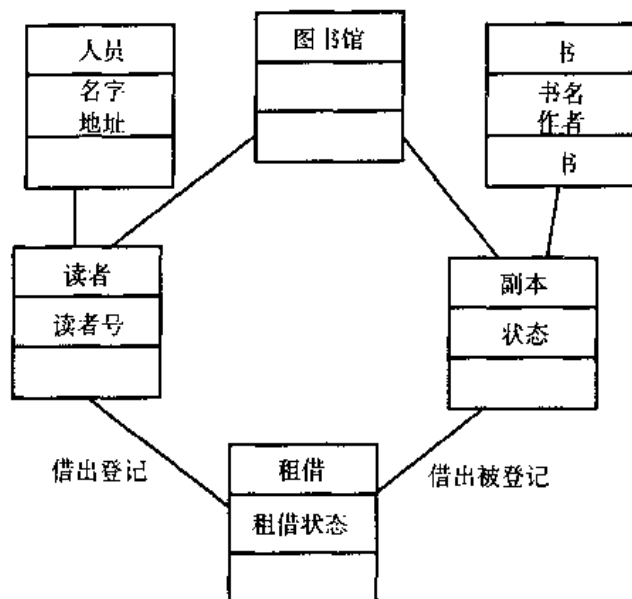 人员
名字
地址
图书馆
书
书名
作者
书
读者
读者号
副本
状态
借出登记
租借
租借状态
借出被登记